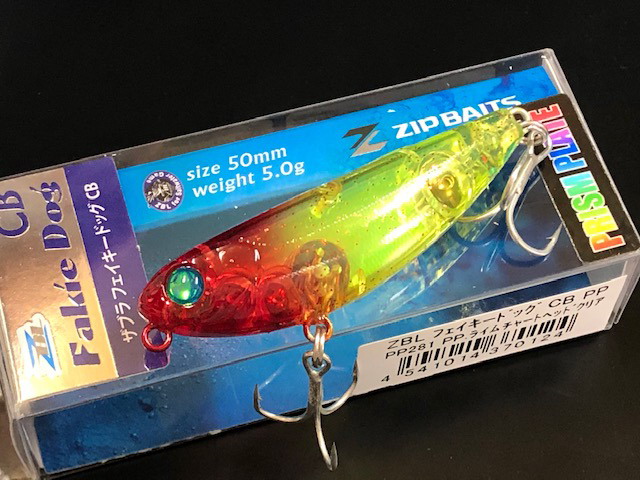 ZIPBAITS
size 50mm
weight 5.0g
CB
Fakie Dog
ザブラフェイキードッグCB
PRISM PLATE
ZBL フェイキードッグ CB PP
PP281 PP.ライムチャートヘッドクリア
4 541014 370124